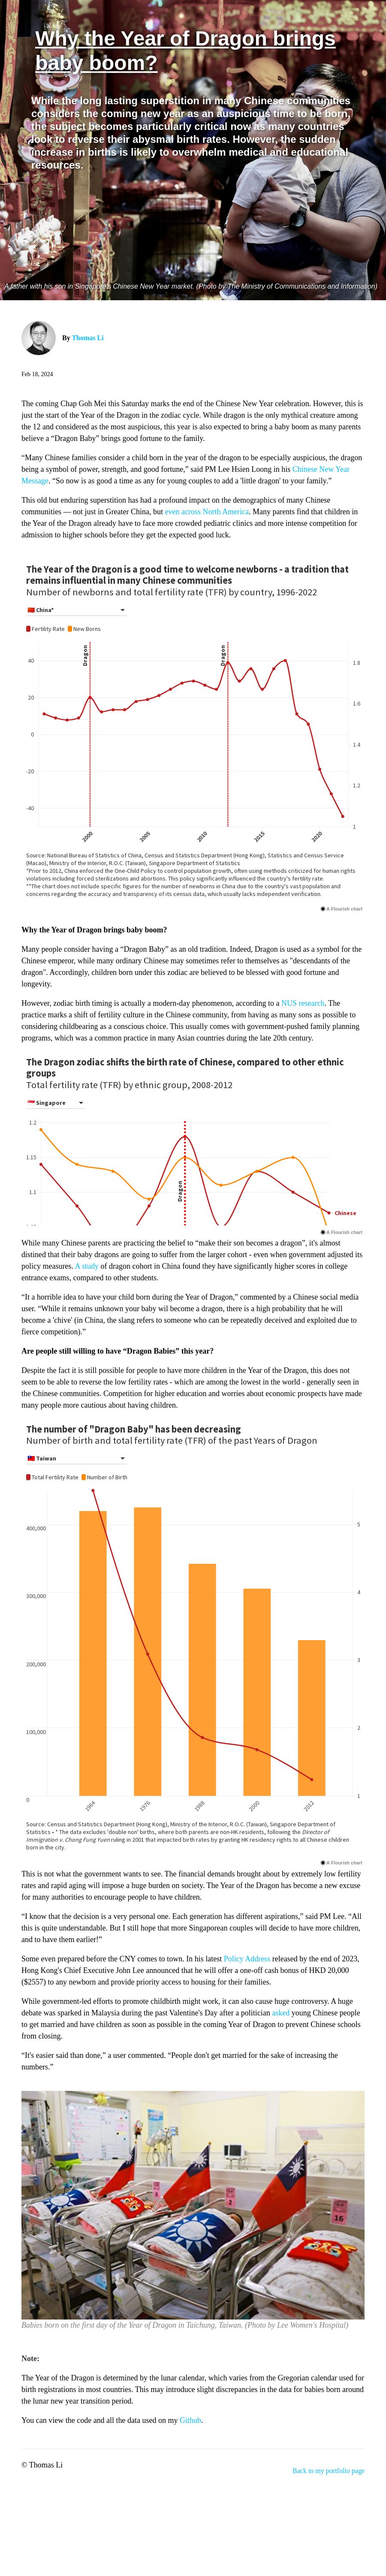 Why the Year of Dragon brings
baby boom?
While the long lasting superstition in many Chinese communities
considers the coming new year as an auspicious time to be born,
the subject becomes particularly critical now as many countries
look to reverse their abysmal birth rates. However, the sudden
increase in births is likely to overwhelm medical and educational
resources.
A father with his son in Singapore's Chinese New Year market. (Photo by The Ministry of Communications and Information)
By Thomas Li
Feb 18, 2024
The coming Chap Goh Mei this Saturday marks the end of the Chinese New Year celebration. However, this is
just the start of the Year of the Dragon in the zodiac cycle. While dragon is the only mythical creature among
the 12 and considered as the most auspicious, this year is also expected to bring a baby boom as many parents
believe a “Dragon Baby” brings good fortune to the family.
“Many Chinese families consider a child born in the year of the dragon to be especially auspicious, the dragon
being a symbol of power, strength, and good fortune,” said PM Lee Hsien Loong in his Chinese New Year
Message. “So now is as good a time as any for young couples to add a 'little dragon' to your family.”
This old but enduring superstition has had a profound impact on the demographics of many Chinese
communities — not just in Greater China, but even across North America. Many parents find that children in
the Year of the Dragon already have to face more crowded pediatric clinics and more intense competition for
admission to higher schools before they get the expected good luck.
The Year of the Dragon is a good time to welcome newborns - a tradition that
remains influential in many Chinese communities
Number of newborns and total fertility rate (TFR) by country, 1996-2022
China*
Fertility Rate New Borns
Dragon
Dragon
40
20
0
-20
-40
1.8
1.6
1.4
1.2
1
2000
2005
2010
2015
2020
Source: National Bureau of Statistics of China, Census and Statistics Department (Hong Kong), Statistics and Census Service
(Macao), Ministry of the Interior, R.O.C. (Taiwan), Singapore Department of Statistics
*Prior to 2012, China enforced the One-Child Policy to control population growth, often using methods criticized for human rights
violations including forced sterilizations and abortions. This policy significantly influenced the country's fertility rate.
**The chart does not include specific figures for the number of newborns in China due to the country's vast population and
concerns regarding the accuracy and transparency of its census data, which usually lacks independent verification.
A Flourish chart
Why the Year of Dragon brings baby boom?
Many people consider having a “Dragon Baby” as an old tradition. Indeed, Dragon is used as a symbol for the
Chinese emperor, while many ordinary Chinese may sometimes refer to themselves as "descendants of the
dragon". Accordingly, children born under this zodiac are believed to be blessed with good fortune and
longevity.
However, zodiac birth timing is actually a modern-day phenomenon, according to a NUS research. The
practice marks a shift of fertility culture in the Chinese community, from having as many sons as possible to
considering childbearing as a conscious choice. This usually comes with government-pushed family planning
programs, which was a common practice in many Asian countries during the late 20th century.
The Dragon zodiac shifts the birth rate of Chinese, compared to other ethnic
groups
Total fertility rate (TFR) by ethnic group, 2008-2012
Singapore
1.2
1.15
1.1
Dragon
Chinese
A Flourish chart
While many Chinese parents are practicing the belief to “make their son becomes a dragon”, it's almost
distined that their baby dragons are going to suffer from the larger cohort - even when government adjusted its
policy measures. A study of dragon cohort in China found that they have significantly higher scores in college
entrance exams, compared to other students.
“It a horrible idea to have your child born during the Year of Dragon,” commented by a Chinese social media
user. “While it remains unknown your baby wil become a dragon, there is a high probability that he will
become a 'chive' (in China, the slang refers to someone who can be repeatedly deceived and exploited due to
fierce competition).”
Are people still willing to have “Dragon Babies” this year?
Despite the fact it is still possible for people to have more children in the Year of the Dragon, this does not
seem to be able to reverse the low fertility rates - which are among the lowest in the world - generally seen in
the Chinese communities. Competition for higher education and worries about economic prospects have made
many people more cautious about having children.
The number of "Dragon Baby" has been decreasing
Number of birth and total fertility rate (TFR) of the past Years of Dragon
Taiwan
Total Fertility Rate Number of Birth
400,000
300,000
200,000
100,000
0
5
4
3
2
1
1964
1976
1988
2000
2012
Source: Census and Statistics Department (Hong Kong), Ministry of the Interior, R.O.C. (Taiwan), Singapore Department of
Statistics • * The data excludes 'double non' births, where both parents are non-HK residents, following the Director of
Immigration v. Chong Fung Yuen ruling in 2001 that impacted birth rates by granting HK residency rights to all Chinese children
born in the city.
A Flourish chart
This is not what the government wants to see. The financial demands brought about by extremely low fertility
rates and rapid aging will impose a huge burden on society. The Year of the Dragon has become a new excuse
for many authorities to encourage people to have children.
“I know that the decision is a very personal one. Each generation has different aspirations,” said PM Lee. “All
this is quite understandable. But I still hope that more Singaporean couples will decide to have more children,
and to have them earlier!”
Some even prepared before the CNY comes to town. In his latest Policy Address released by the end of 2023,
Hong Kong's Chief Executive John Lee announced that he will offer a one-off cash bonus of HKD 20,000
($2557) to any newborn and provide priority access to housing for their families.
While government-led efforts to promote childbirth might work, it can also cause huge controversy. A huge
debate was sparked in Malaysia during the past Valentine's Day after a politician asked young Chinese people
to get married and have children as soon as possible in the coming Year of Dragon to prevent Chinese schools
from closing.
“It's easier said than done,” a user commented. “People don't get married for the sake of increasing the
numbers.”
1
2
16
Babies born on the first day of the Year of Dragon in Taichung, Taiwan. (Photo by Lee Women's Hospital)
Note:
The Year of the Dragon is determined by the lunar calendar, which varies from the Gregorian calendar used for
birth registrations in most countries. This may introduce slight discrepancies in the data for babies born around
the lunar new year transition period.
You can view the code and all the data used on my Github.
© Thomas Li
Back to my portfolio page